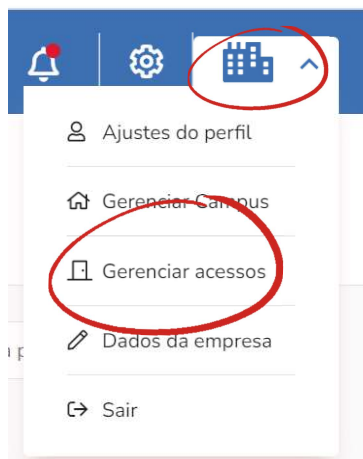 Ajustes do perfil
Gerenciar Campus
Gerenciar acessos
Dados da empresa
Sair